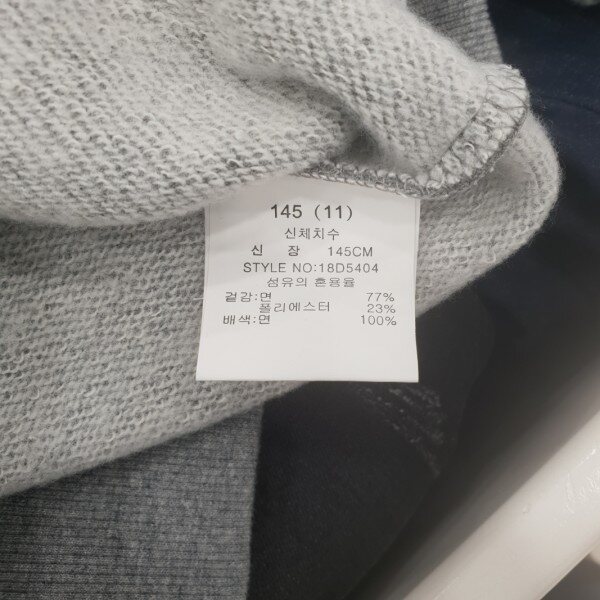 145 (11)
신체치수
신 장 145CM
STYLE NO:18D5404
섬유의 혼용율
겉감:면 77%
폴리에스터 23%
배색:면 100%